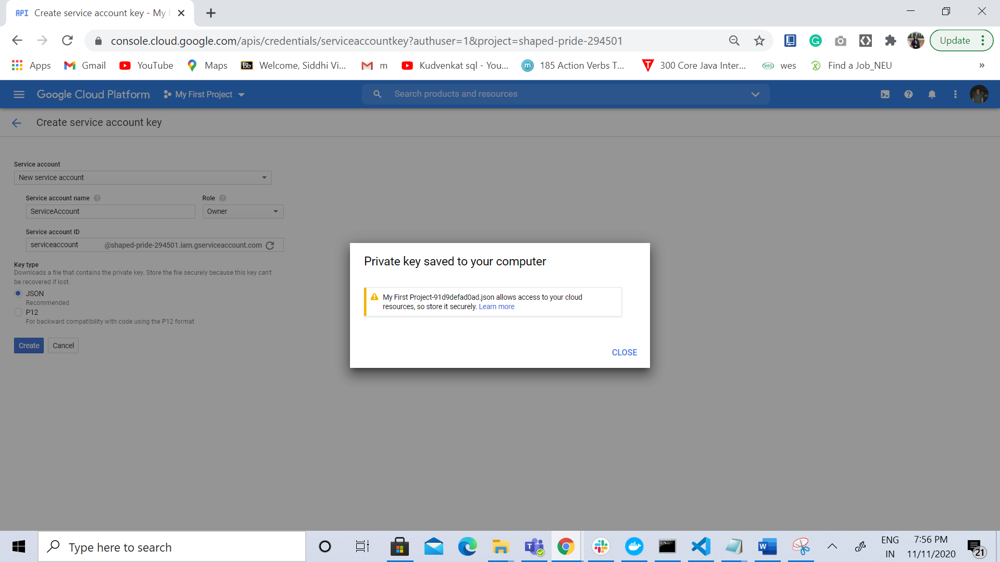 API Create service account key - My
console.cloud.google.com/apis/credentials/serviceaccountkey?authuser=1&project=shaped-pride-294501
Update
Apps
Gmail
YouTube
Maps
Bb Welcome, Siddhi Vi...
m
Kudvenkat sql - You...
m 185 Action Verbs T...
T 300 Core Java Inter...
WES wes
Find a Job_NEU
»
Google Cloud Platform
My First Project
Search products and resources
Create service account key
Service account
New service account
Service account name
Role
ServiceAccount
Owner
Service account ID
serviceaccount @shaped-pride-294501.iam.gserviceaccount.com
Key type
Downloads a file that contains the private key. Store the file securely because this key can't
be recovered if lost.
JSON
Recommended
P12
For backward compatibility with code using the P12 format
Create
Cancel
Private key saved to your computer
My First Project-91d9defad0ad.json allows access to your cloud
resources, so store it securely. Learn more
CLOSE
Type here to search
ENG
IN
7:56 PM
11/11/2020
21